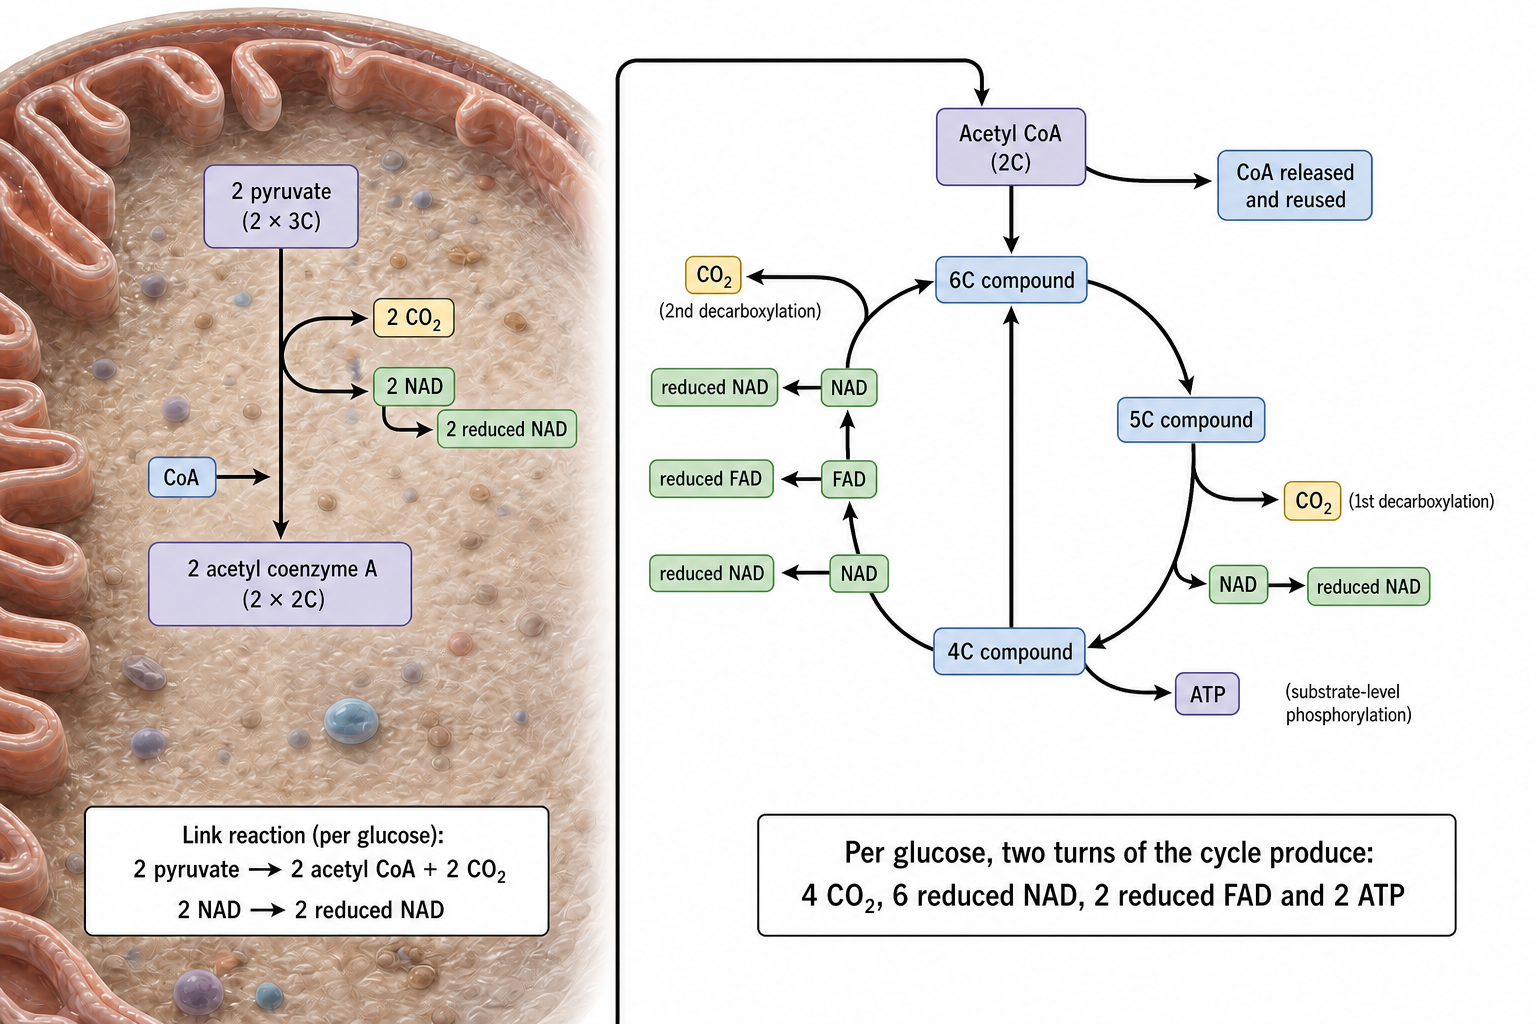 2 pyruvate
(2 × 3C)
2 CO₂
2 NAD
2 reduced NAD
CoA
2 acetyl coenzyme A
(2 × 2C)
Link reaction (per glucose):
2 pyruvate → 2 acetyl CoA + 2 CO₂
2 NAD → 2 reduced NAD
Acetyl CoA
(2C)
CoA released
and reused
6C compound
CO₂
(2nd decarboxylation)
reduced NAD
NAD
reduced FAD
FAD
reduced NAD
NAD
5C compound
CO₂ (1st decarboxylation)
NAD
reduced NAD
4C compound
ATP
(substrate-level
phosphorylation)
Per glucose, two turns of the cycle produce:
4 CO₂, 6 reduced NAD, 2 reduced FAD and 2 ATP